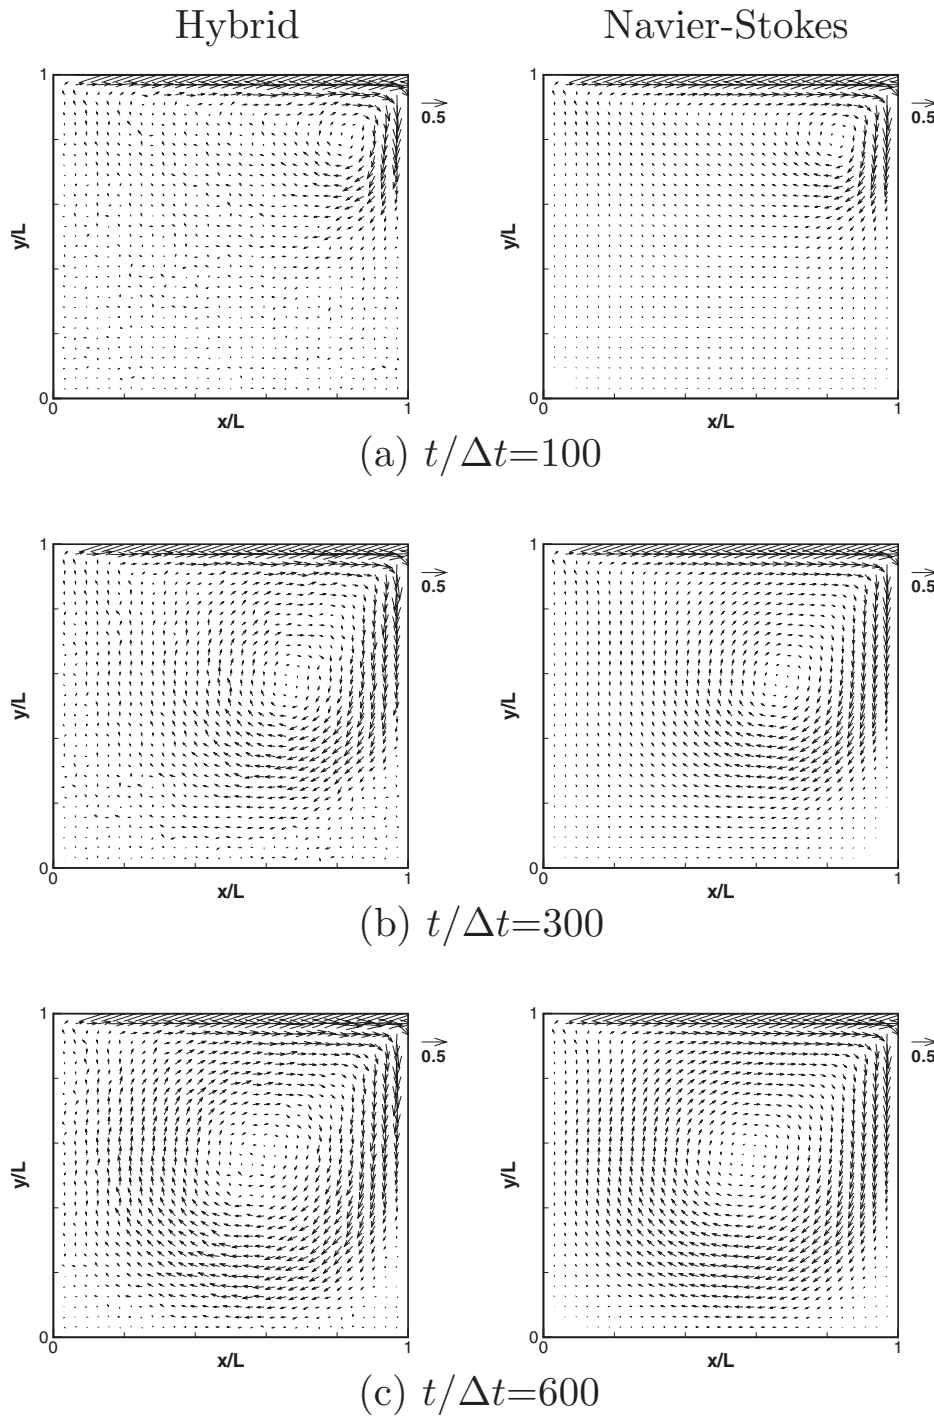 Hybrid Navier-Stokes
1 1
0.5 0.5
y/L y/L
0 0
0 1 0 1
x/L x/L
(a) t/Δt=100
1 1
0.5 0.5
y/L y/L
0 0
0 1 0 1
x/L x/L
(b) t/Δt=300
1 1
0.5 0.5
y/L y/L
0 0
0 1 0 1
x/L x/L
(c) t/Δt=600